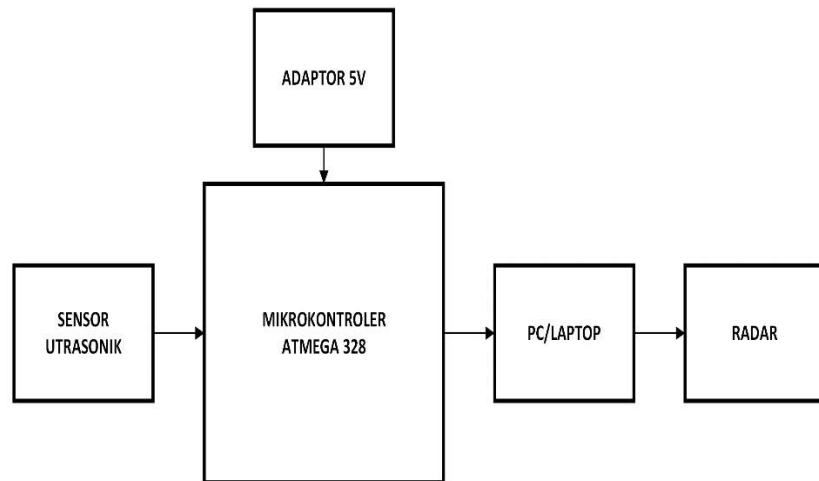 ADAPTOR 5V
SENSOR
UTRASONIK
MIKROKONTROLER
ATMEGA 328
PC/LAPTOP
RADAR